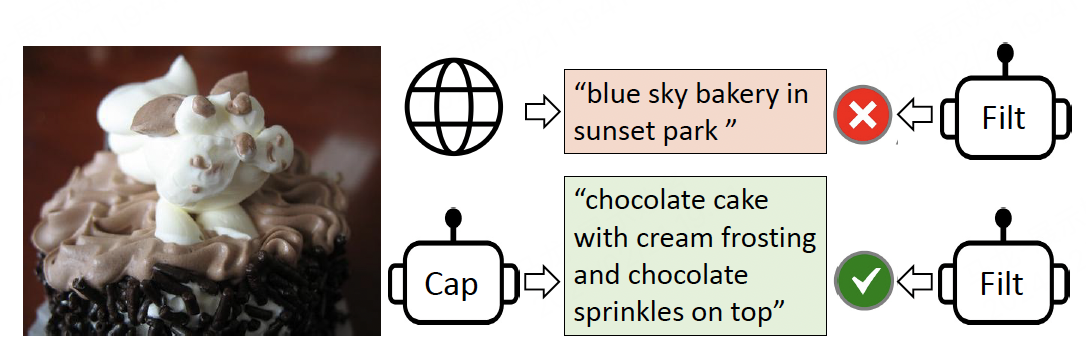 “blue sky bakery in
sunset park ”
Filt
“chocolate cake
with cream frosting
and chocolate
sprinkles on top”
Cap
Filt